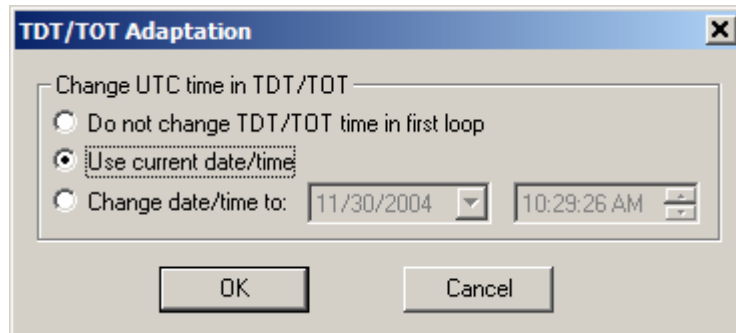 TDT/TOT Adaptation
Change UTC time in TDT/TOT
Do not change TDT/TOT time in first loop
Use current date/time
Change date/time to: 11/30/2004 10:29:26 AM
OK Cancel